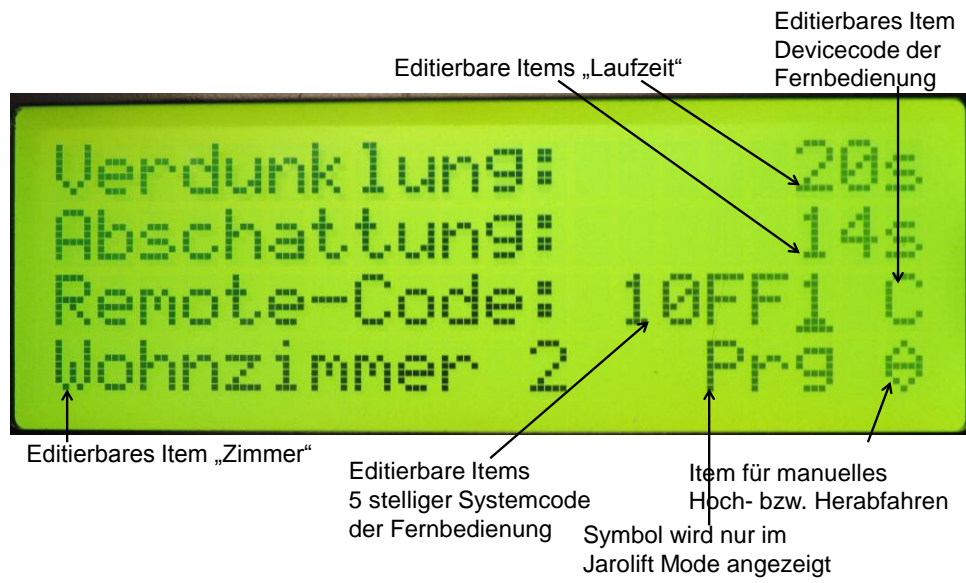 Editierbares Item
Devicecode der
Fernbedienung
Editierbare Items „Laufzeit“
Verdunklung: 20s
Abschattung: 14s
Remote-Code: 10FF1 C
Wohnzimmer 2 Prg
Editierbares Item „Zimmer“
Editierbare Items
5 stelliger Systemcode
der Fernbedienung
Item für manuelles
Hoch- bzw. Herabfahren
Symbol wird nur im
Jarolift Mode angezeigt